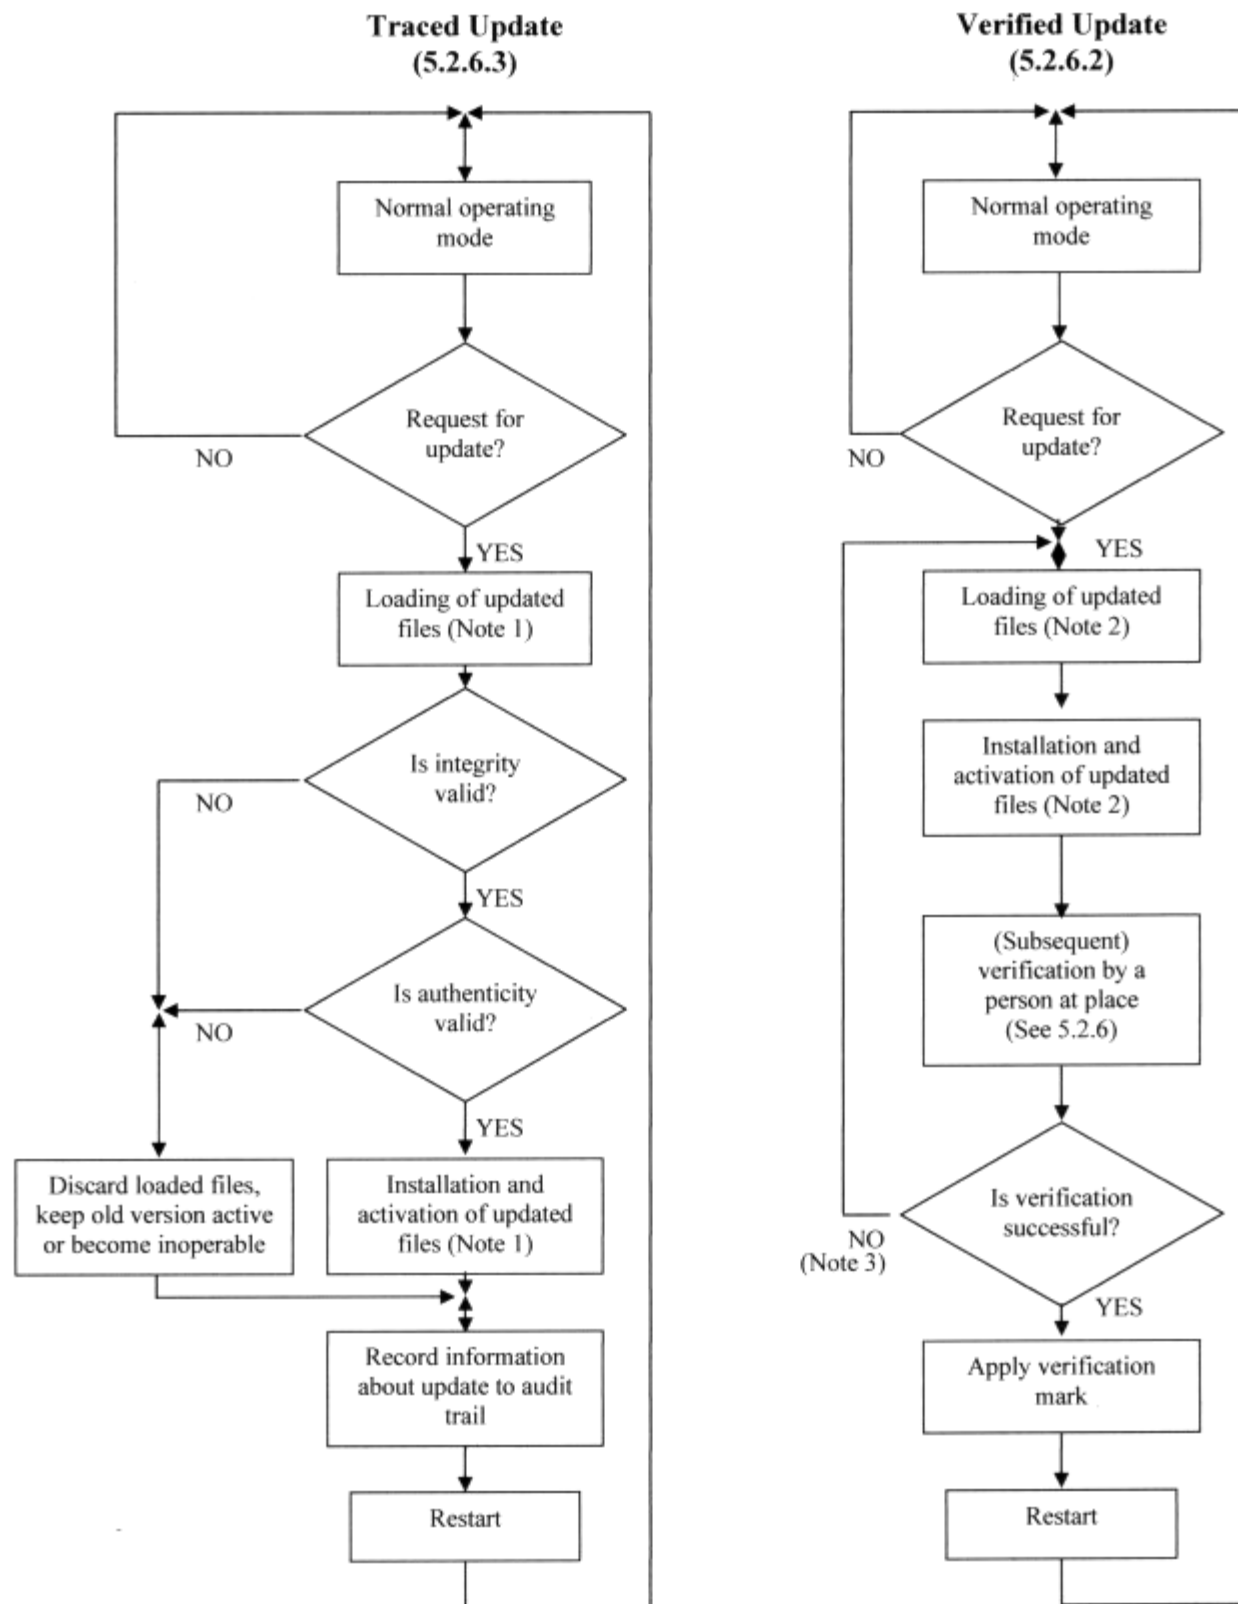 Traced Update
(5.2.6.3)
Normal operating
mode
Request for
update?
NO
YES
Loading of updated
files (Note 1)
Is integrity
valid?
NO
YES
Is authenticity
valid?
NO
YES
Discard loaded files,
keep old version active
or become inoperable
Installation and
activation of updated
files (Note 1)
Record information
about update to audit
trail
Restart
Verified Update
(5.2.6.2)
Normal operating
mode
Request for
update?
NO
YES
Loading of updated
files (Note 2)
Installation and
activation of updated
files (Note 2)
(Subsequent)
verification by a
person at place
(See 5.2.6)
Is verification
successful?
NO
(Note 3)
YES
Apply verification
mark
Restart